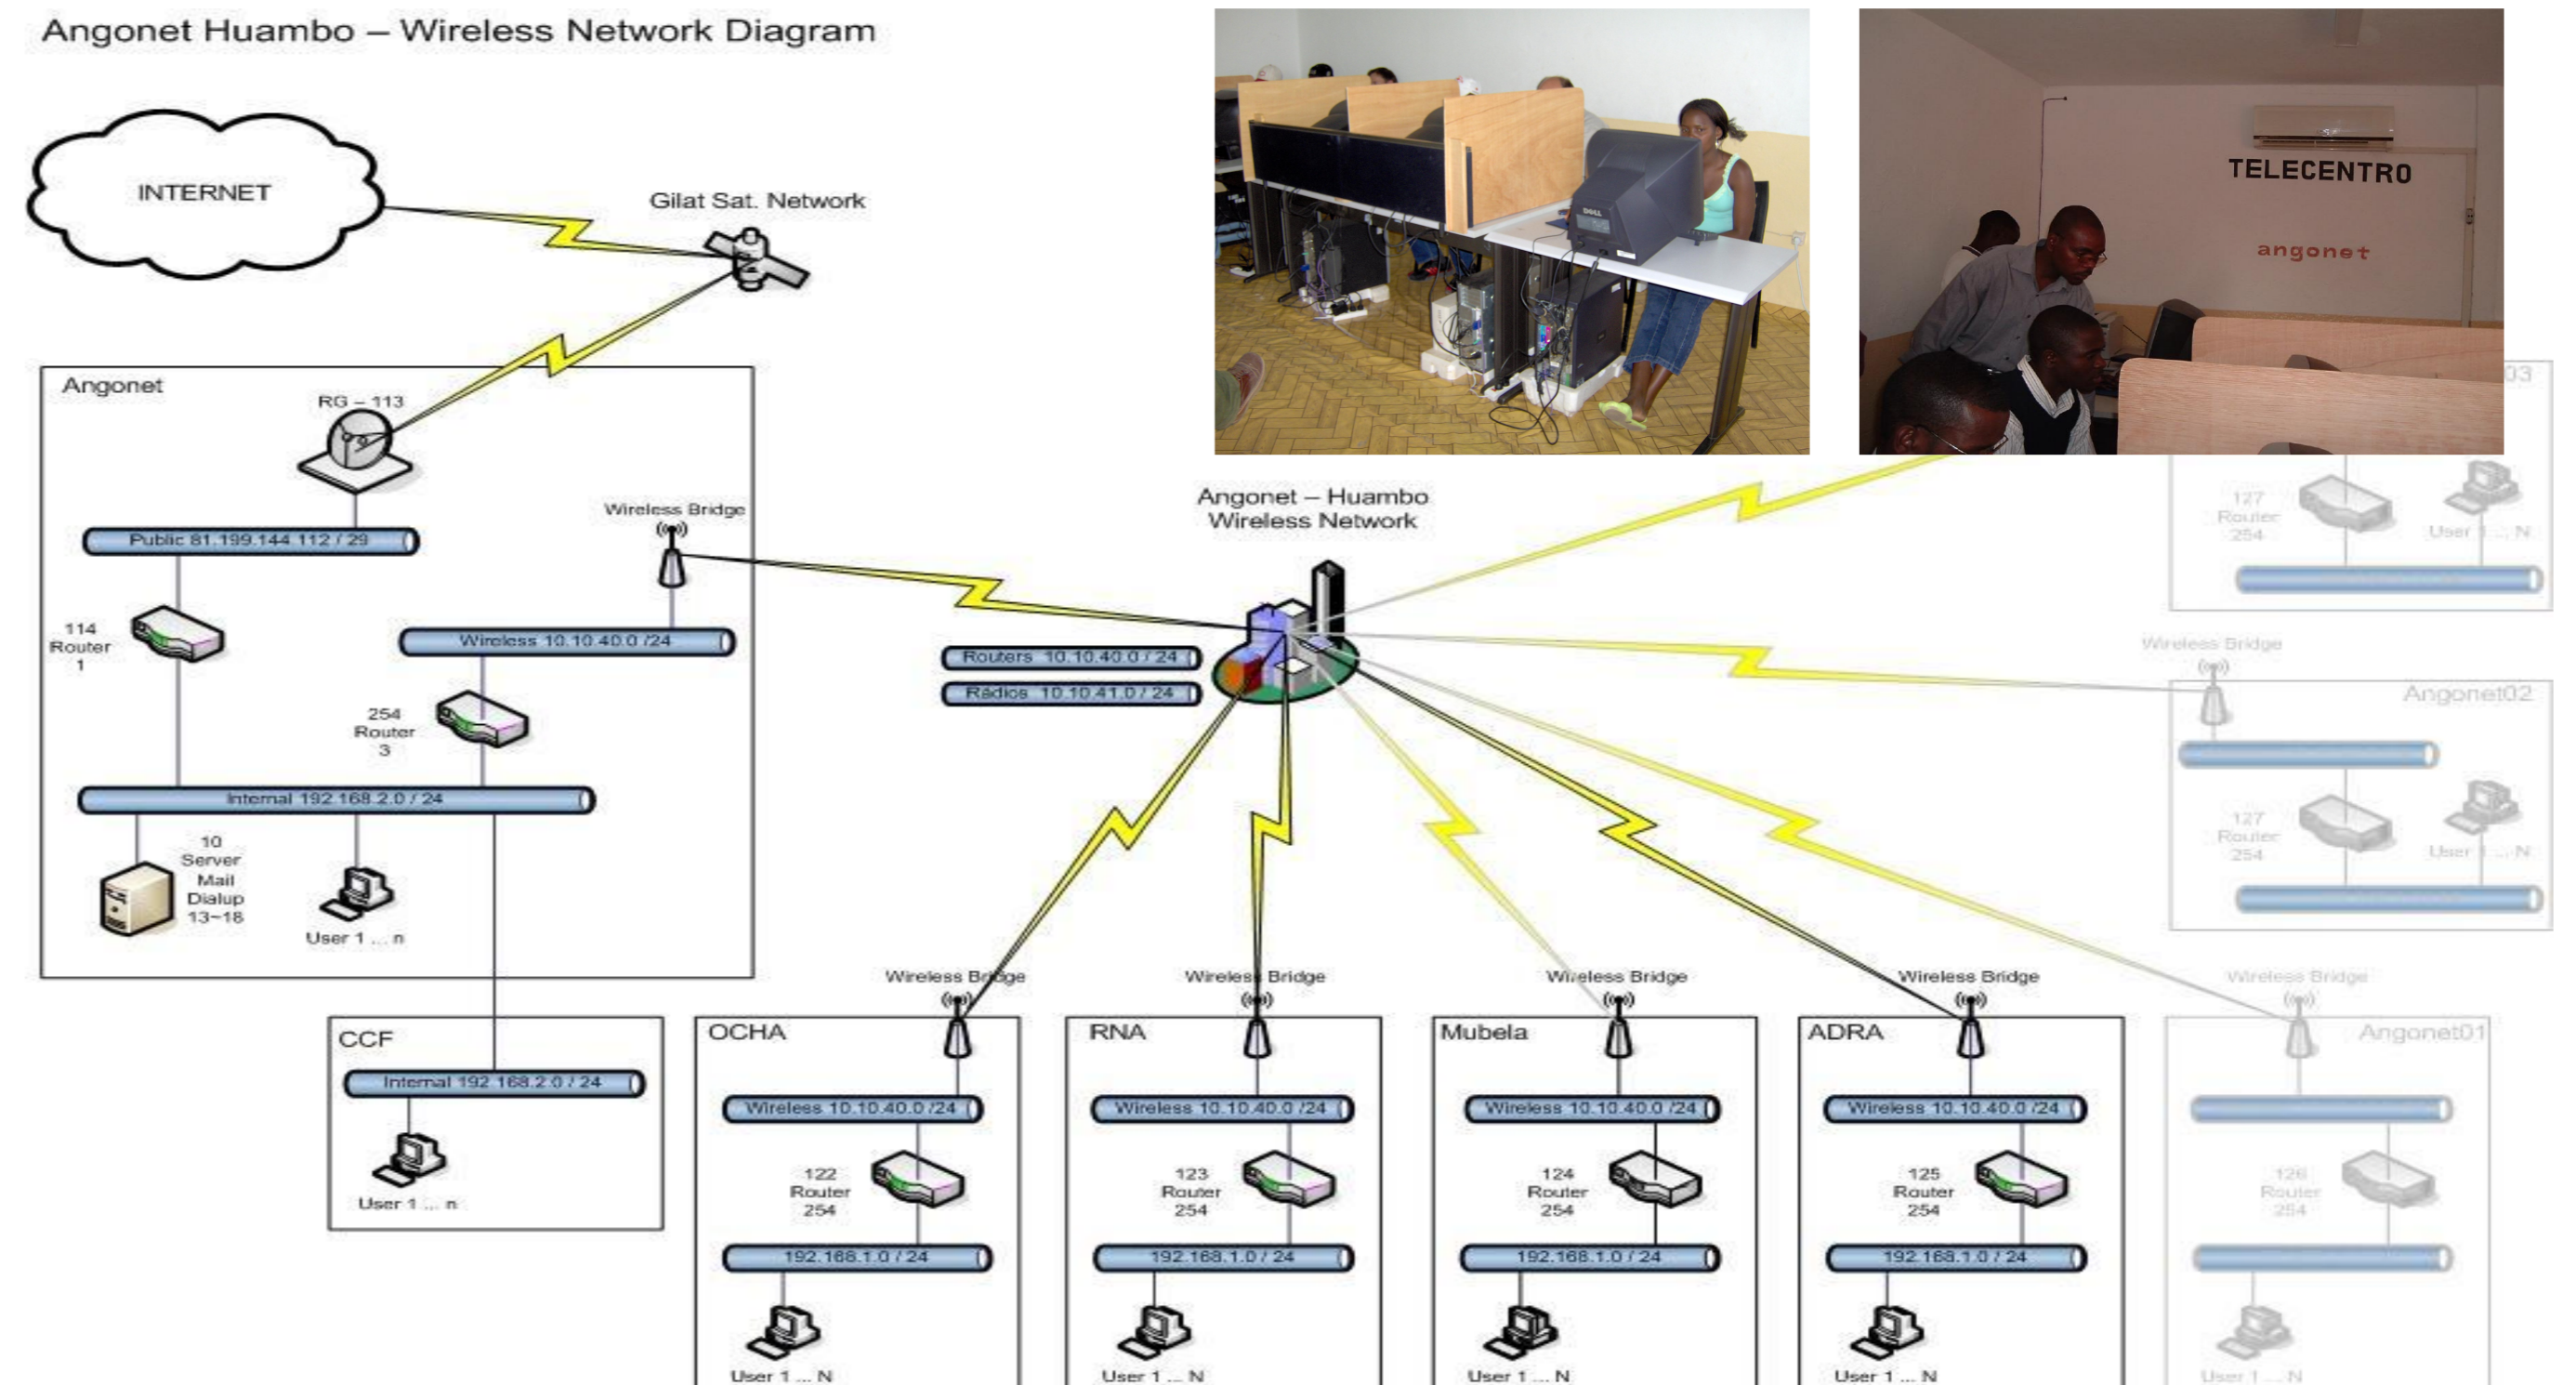 Angonet Huambo – Wireless Network Diagram
INTERNET
Gilat Sat. Network
TELECENTRO
angonet
DELL
03
Angonet
RG – 113
Wireless Bridge
Public 81.199.144.112 / 29
Angonet – Huambo
Wireless Network
127
Router
254
User 1 ... N
114
Router
1
Wireless 10.10.40.0 /24
Routers 10.10.40.0 / 24
Rádios 10.10.41.0 / 24
Wireless Bridge
Angonet02
254
Router
3
Internal 192.168.2.0 / 24
127
Router
254
User 1 ... N
10
Server
Mail
Dialup
13~18
User 1 ... n
CCF
Internal 192.168.2.0 / 24
User 1 ... n
Wireless Bridge
OCHA
Wireless 10.10.40.0 /24
122
Router
254
192.168.1.0 / 24
User 1 ... N
Wireless Bridge
RNA
Wireless 10.10.40.0 /24
123
Router
254
192.168.1.0 / 24
User 1 ... N
Wireless Bridge
Mubela
Wireless 10.10.40.0 /24
124
Router
254
192.168.1.0 / 24
User 1 ... N
Wireless Bridge
ADRA
Wireless 10.10.40.0 /24
125
Router
254
192.168.1.0 / 24
User 1 ... N
Wireless Bridge
Angonet01
126
Router
254
User 1 ... N